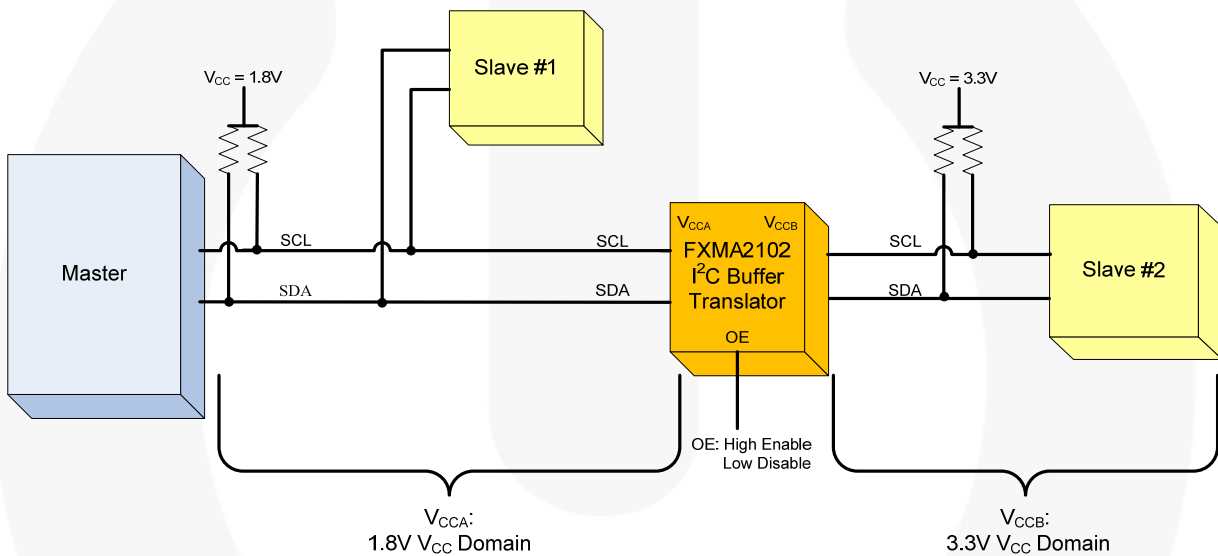 Slave #1
VCC = 1.8V
VCC = 3.3V
Master
SCL
SDA
SCL
SDA
VCCA VCCB
FXMA2102
I2C Buffer
Translator
OE
SCL
SDA
Slave #2
OE: High Enable
Low Disable
VCCA:
1.8V VCC Domain
VCCB:
3.3V VCC Domain